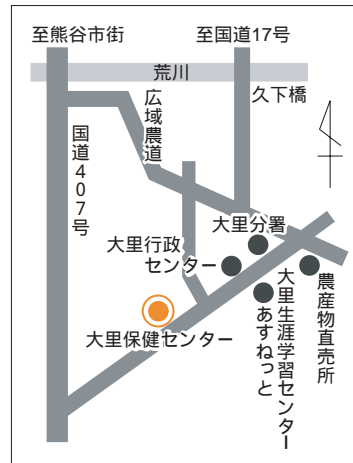 至熊谷市街
至国道17号
荒川
久下橋
広域農道
国道407号
大里分署
大里行政
センター
大里保健センター
大里生涯学習センター
あすねっと
農産物直売所